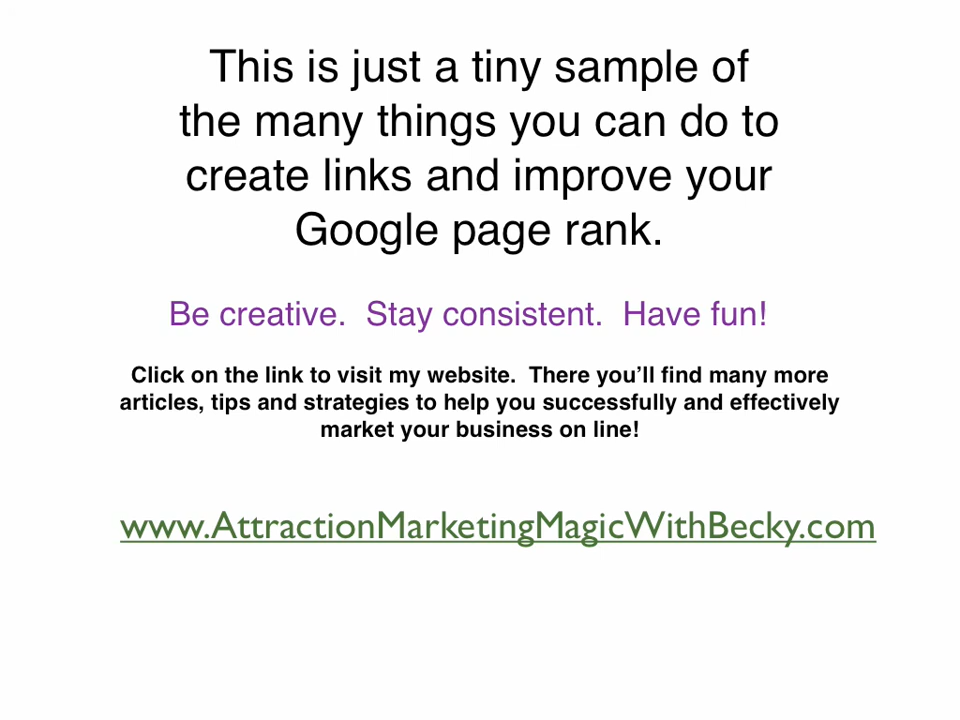 This is just a tiny sample of
the many things you can do to
create links and improve your
Google page rank.
Be creative.  Stay consistent.  Have fun!
Click on the link to visit my website.  There you’ll find many more
articles, tips and strategies to help you successfully and effectively
market your business on line!
www.AttractionMarketingMagicWithBecky.com